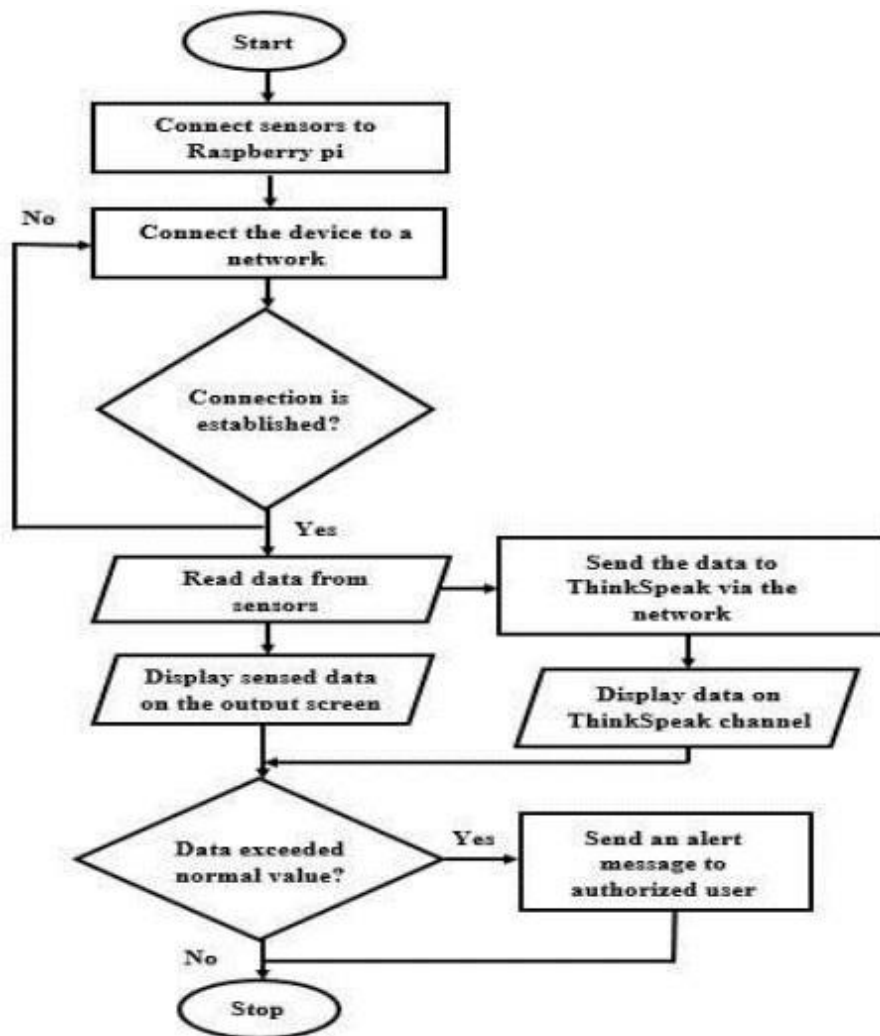 Start
Connect sensors to
Raspberry pi
No
Connect the device to a
network
Connection is
established?
Yes
Read data from
sensors
Send the data to
ThinkSpeak via the
network
Display sensed data
on the output screen
Display data on
ThinkSpeak channel
Data exceeded
normal value?
Yes
Send an alert
message to
authorized user
No
Stop